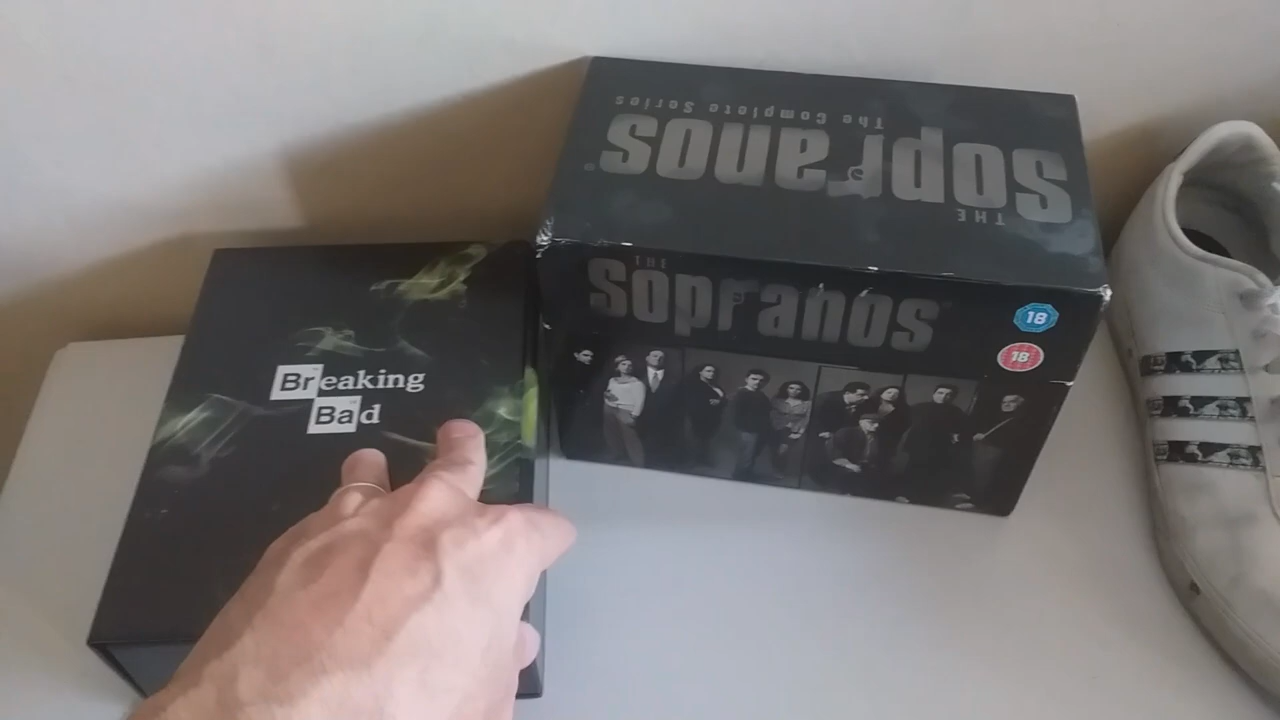 The Complete Series
THE
Sopranos
THE
Sopranos
18
18
Breaking
Bad